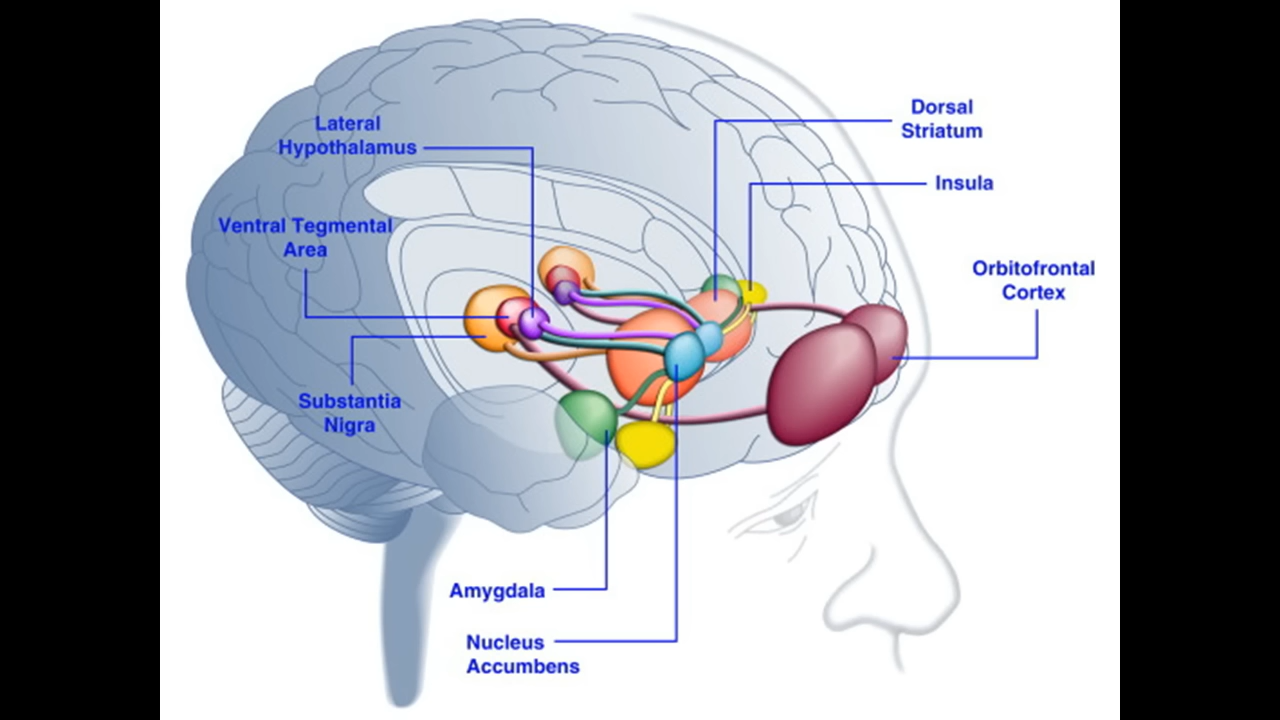 Dorsal
Striatum
Lateral
Hypothalamus
Insula
Ventral Tegmental
Area
Orbitofrontal
Cortex
Substantia
Nigra
Amygdala
Nucleus
Accumbens